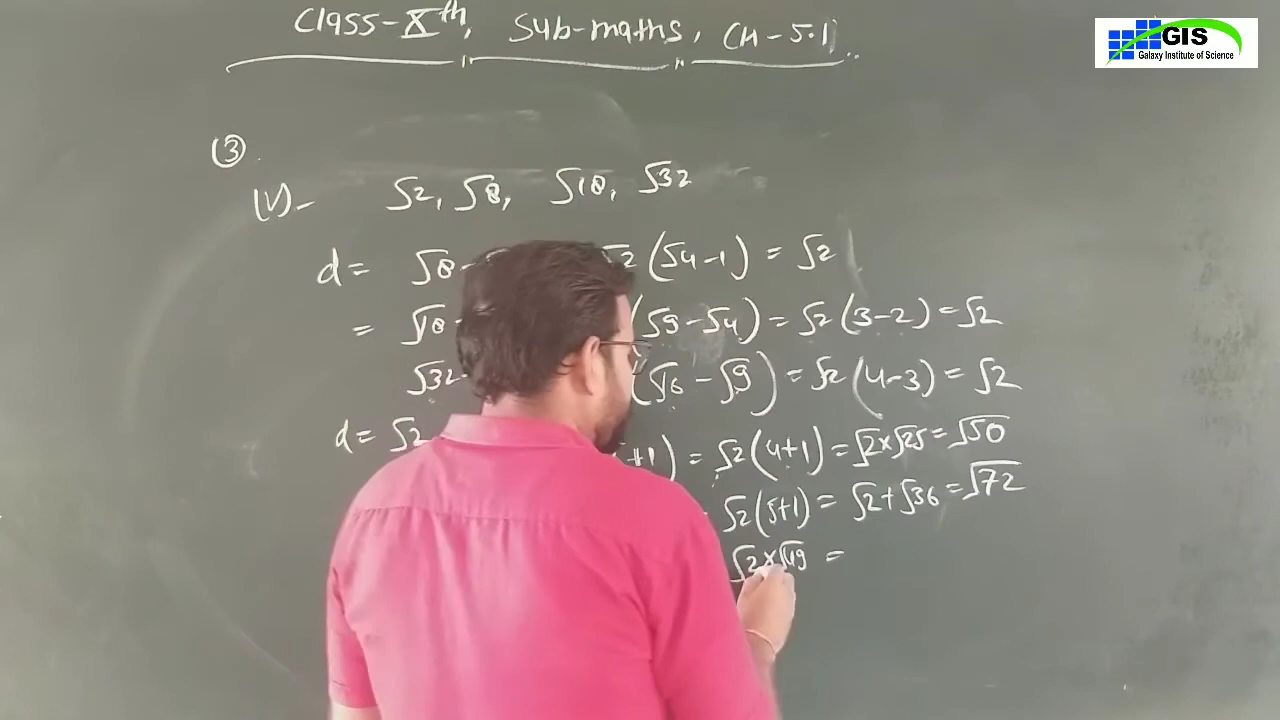 Class-Xth, Sub-maths, CH-5.1
GIS
Galaxy Institute of Science
(3)
(V)- √2, √8, √18, √32
d = √8- √2(√4-1) = √2
= √18- (√9-√4) = √2(3-2) = √2
√32 (√16-√9) = √2(4-3) = √2
d = √2 +1) = √2(4+1) = √2×√25 = √50
√2(5+1) = √2+√36 = √72
√2×√49 =